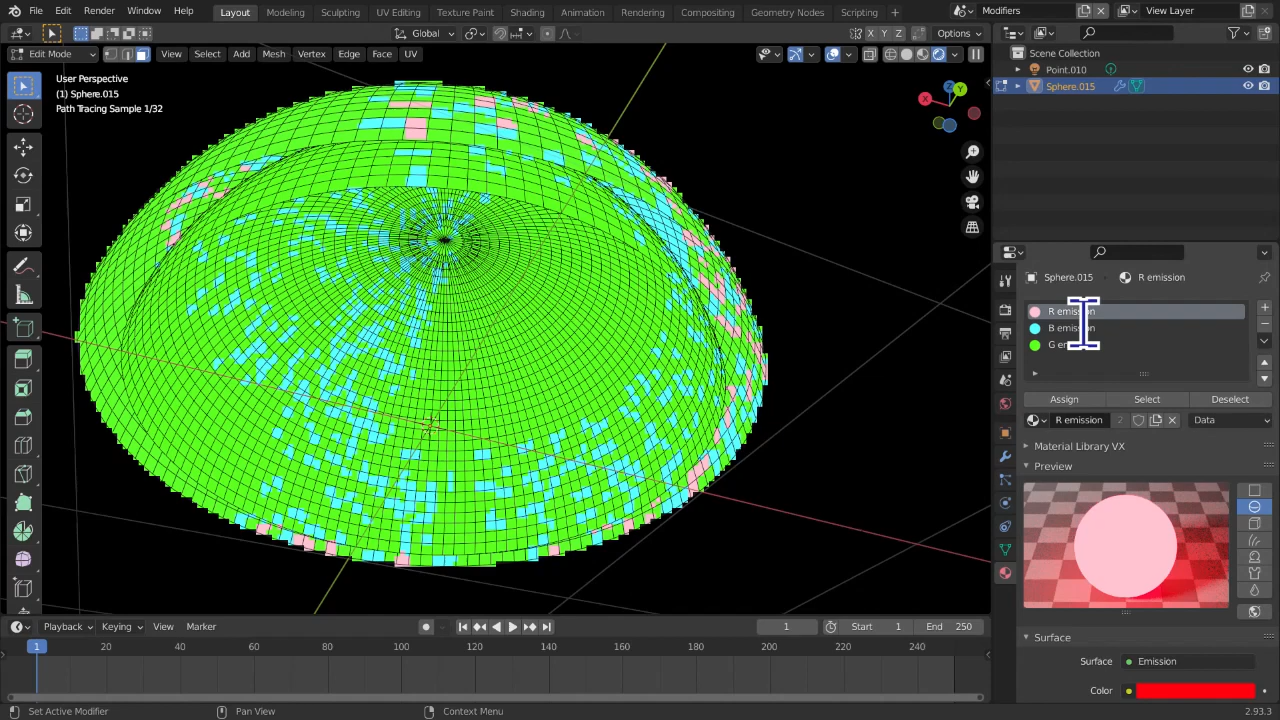 File Edit Render Window Help Layout Modeling Sculpting UV Editing Texture Paint Shading Animation Rendering Compositing Geometry Nodes Scripting + Modifiers View Layer
Global X Y Z Options
Edit Mode View Select Add Mesh Vertex Edge Face UV
User Perspective
(1) Sphere.015
Path Tracing Sample 1/32
Z Y X
Scene Collection
Point.010
Sphere.015
Sphere.015 R emission
R emission
B emission
G
Assign Select Deselect
R emission 2 Data
Material Library VX
Preview
Surface
Surface Emission
Color
Playback Keying View Marker 1 Start 1 End 250
1 20 40 60 80 100 120 140 160 180 200 220 240
Set Active Modifier Pan View Context Menu 2.93.3